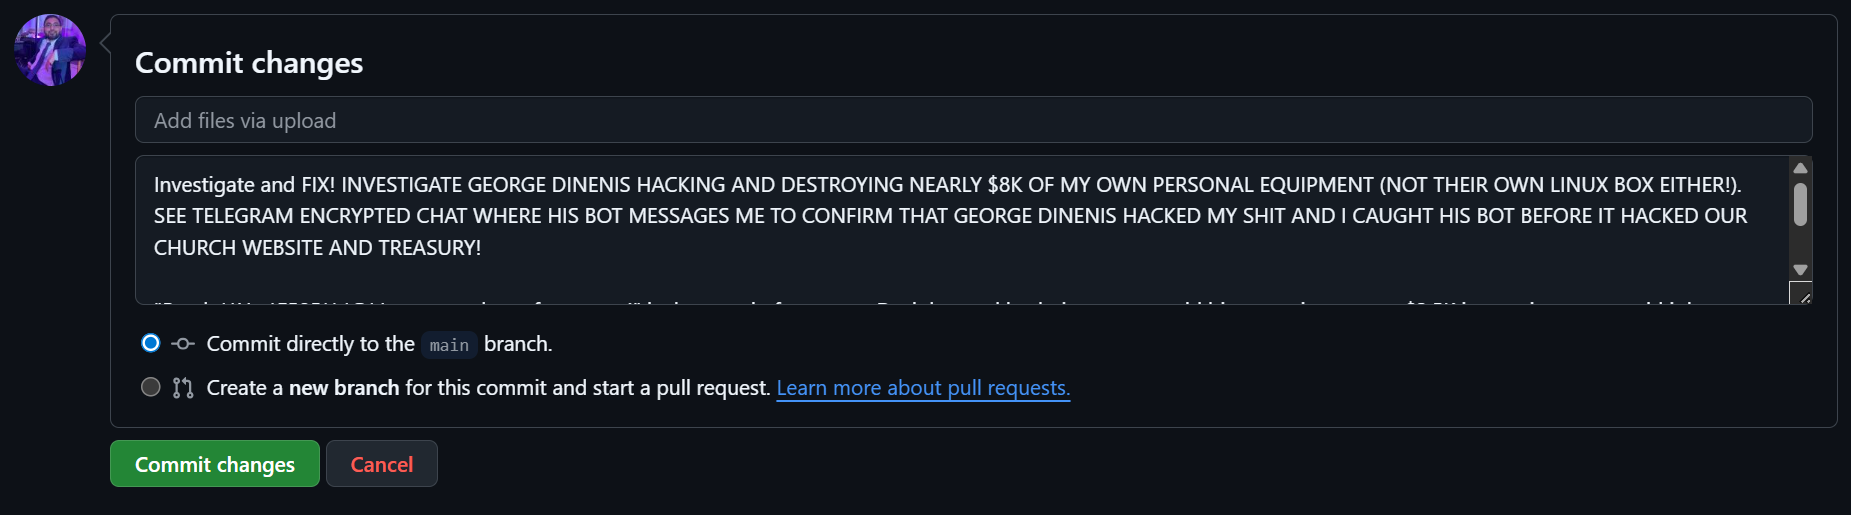 Commit changes
Add files via upload
Investigate and FIX! INVESTIGATE GEORGE DINENIS HACKING AND DESTROYING NEARLY $8K OF MY OWN PERSONAL EQUIPMENT (NOT THEIR OWN LINUX BOX EITHER!).
SEE TELEGRAM ENCRYPTED CHAT WHERE HIS BOT MESSAGES ME TO CONFIRM THAT GEORGE DINENIS HACKED MY SHIT AND I CAUGHT HIS BOT BEFORE IT HACKED OUR
CHURCH WEBSITE AND TREASURY!
Commit directly to the main branch.
Create a new branch for this commit and start a pull request. Learn more about pull requests.
Commit changes Cancel